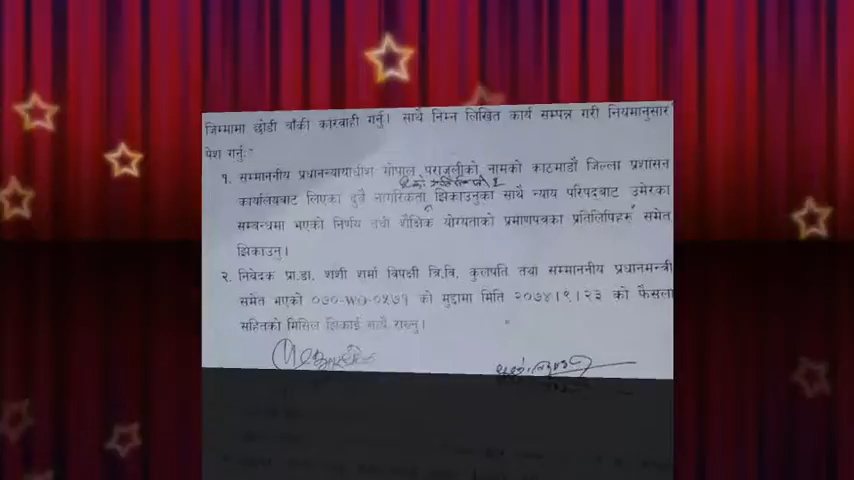 जिम्मामा छोडी बाँकी कारवाही गर्नु। साथै निम्न लिखित कार्य सम्पन्न गरी नियमानुसार
पेश गर्नुः-
१. सम्माननीय प्रधानन्यायाधीश गोपाल पराजुलीको नामको काठमाडौं जिल्ला प्रशासन
कार्यालयबाट लिएका दुवै नागरिकता झिकाउनुका साथै न्याय परिषद्बाट उमेरका
सम्बन्धमा भएको निर्णय तथा शैक्षिक योग्यताको प्रमाणपत्रका प्रतिलिपिहरू समेत
झिकाउनु।
२. निवेदक प्रा.डा. शशी शर्मा विपक्षी त्रि.वि. कुलपति तथा सम्माननीय प्रधानमन्त्री
समेत भएको ०७०-WO-०५७१ को मुद्दामा मिति २०७४।९।२३ को फैसला
सहितको मिसिल झिकाई साथै राख्नु।